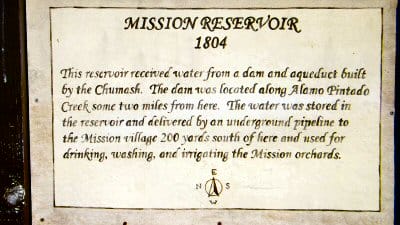 MISSION RESERVOIR
1804
This reservoir received water from a dam and aqueduct built
by the Chumash. The dam was located along Alamo Pintado
Creek some two miles from here. The water was stored in
the reservoir and delivered by an underground pipeline to
the Mission village 200 yards south of here and used for
drinking, washing, and irrigating the Mission orchards.
E
N S
W